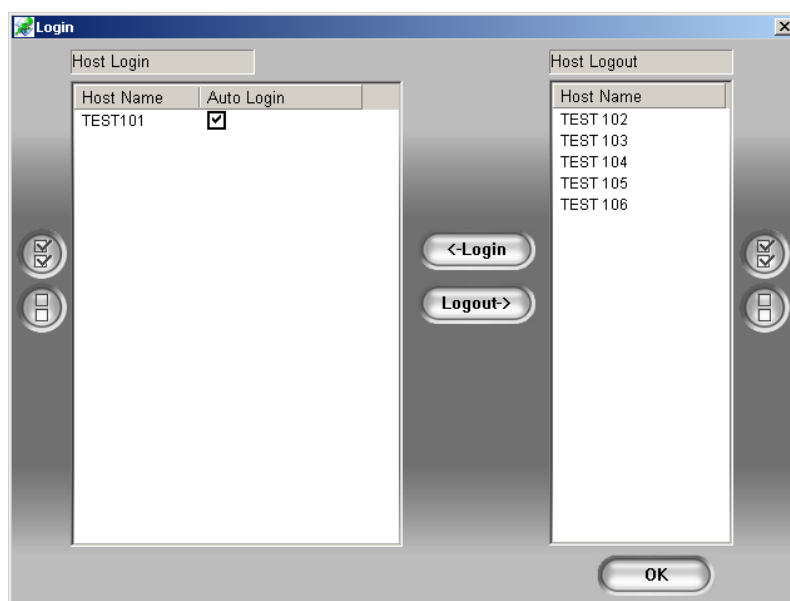 Login
Host Login
Host Name Auto Login
TEST101
Host Logout
Host Name
TEST 102
TEST 103
TEST 104
TEST 105
TEST 106
<-Login
Logout->
OK